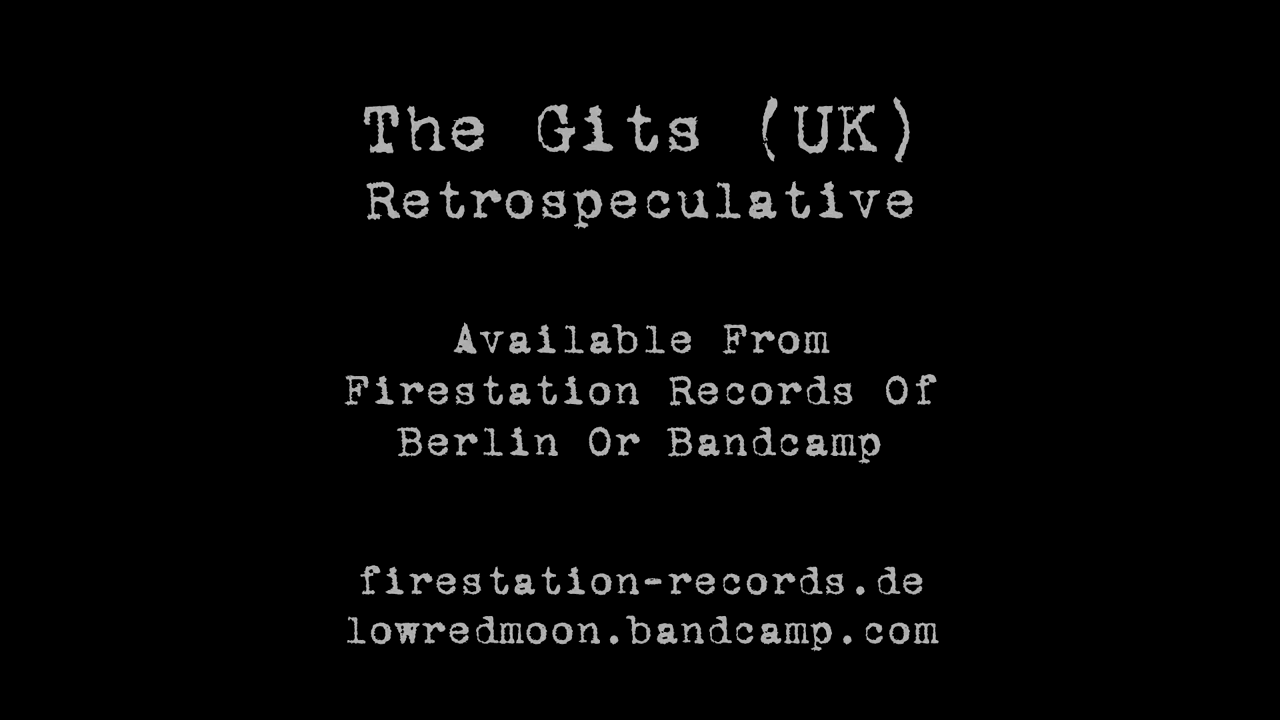 The Gits (UK)
Retrospeculative
Available From
Firestation Records Of
Berlin Or Bandcamp
firestation-records.de
lowredmoon.bandcamp.com